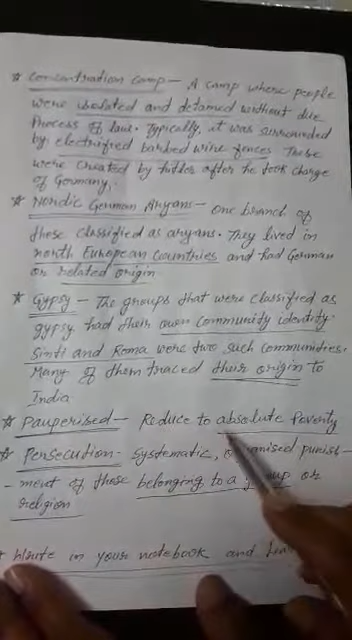 * Concentration Camp - A camp where people
were isolated and detained without due
Process of law. Typically, it was surrounded
by electrified barbed wire fences These
were created by hitler after he took charge
of Germany.
* Nordic German Aryans - one branch of
those classified as aryans. They lived in
north European countries and had German
or related origin
* Gypsy - The groups that were classified as
gypsy had their own community identity.
Sinti and Roma were two such communities.
Many of them traced their origin to
India
* Pauperised - Reduce to absolute Poverty
* Persecution - Systematic, organised punish-
-ment of those belonging to a group or
religion
* Write in your notebook and